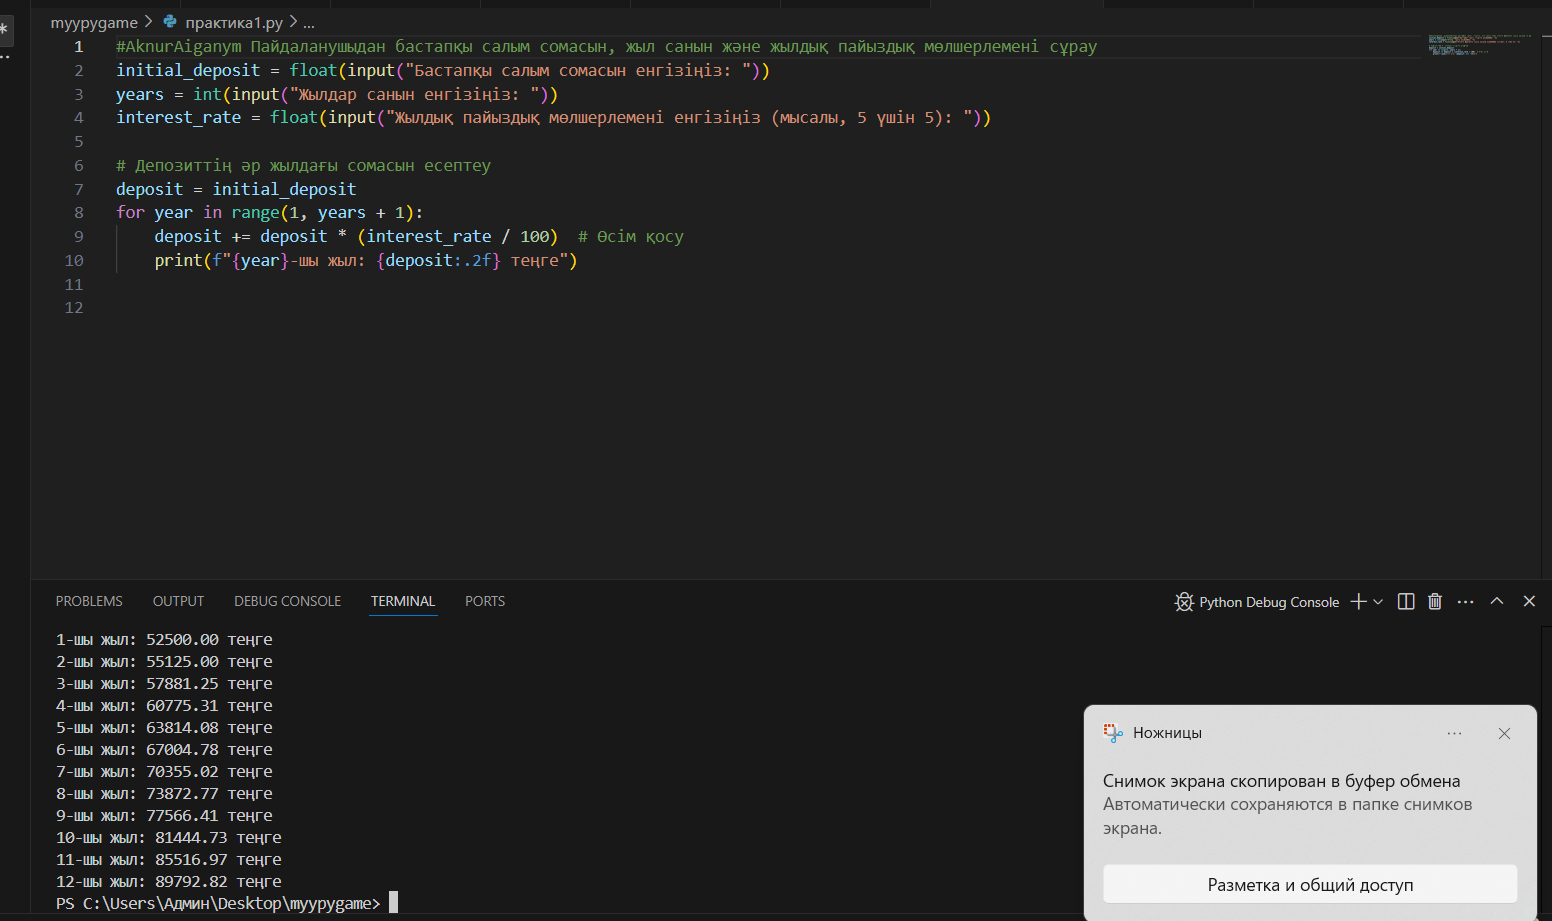 myypygame > практика1.py > ...
1 #AknurAiganym Пайдаланушыдан бастапқы салым сомасын, жыл санын және жылдық пайыздық мөлшерлемені сұрау
2 initial_deposit = float(input("Бастапқы салым сомасын енгізіңіз: "))
3 years = int(input("Жылдар санын енгізіңіз: "))
4 interest_rate = float(input("Жылдық пайыздық мөлшерлемені енгізіңіз (мысалы, 5 үшін 5): "))
5
6 # Депозиттің әр жылдағы сомасын есептеу
7 deposit = initial_deposit
8 for year in range(1, years + 1):
9     deposit += deposit * (interest_rate / 100)  # Өсім қосу
10     print(f"{year}-шы жыл: {deposit:.2f} теңге")
11
12
PROBLEMS OUTPUT DEBUG CONSOLE TERMINAL PORTS Python Debug Console
1-шы жыл: 52500.00 теңге
2-шы жыл: 55125.00 теңге
3-шы жыл: 57881.25 теңге
4-шы жыл: 60775.31 теңге
5-шы жыл: 63814.08 теңге
6-шы жыл: 67004.78 теңге
7-шы жыл: 70355.02 теңге
8-шы жыл: 73872.77 теңге
9-шы жыл: 77566.41 теңге
10-шы жыл: 81444.73 теңге
11-шы жыл: 85516.97 теңге
12-шы жыл: 89792.82 теңге
PS C:\Users\Админ\Desktop\myypygame>
Ножницы
Снимок экрана скопирован в буфер обмена
Автоматически сохраняются в папке снимков
экрана.
Разметка и общий доступ